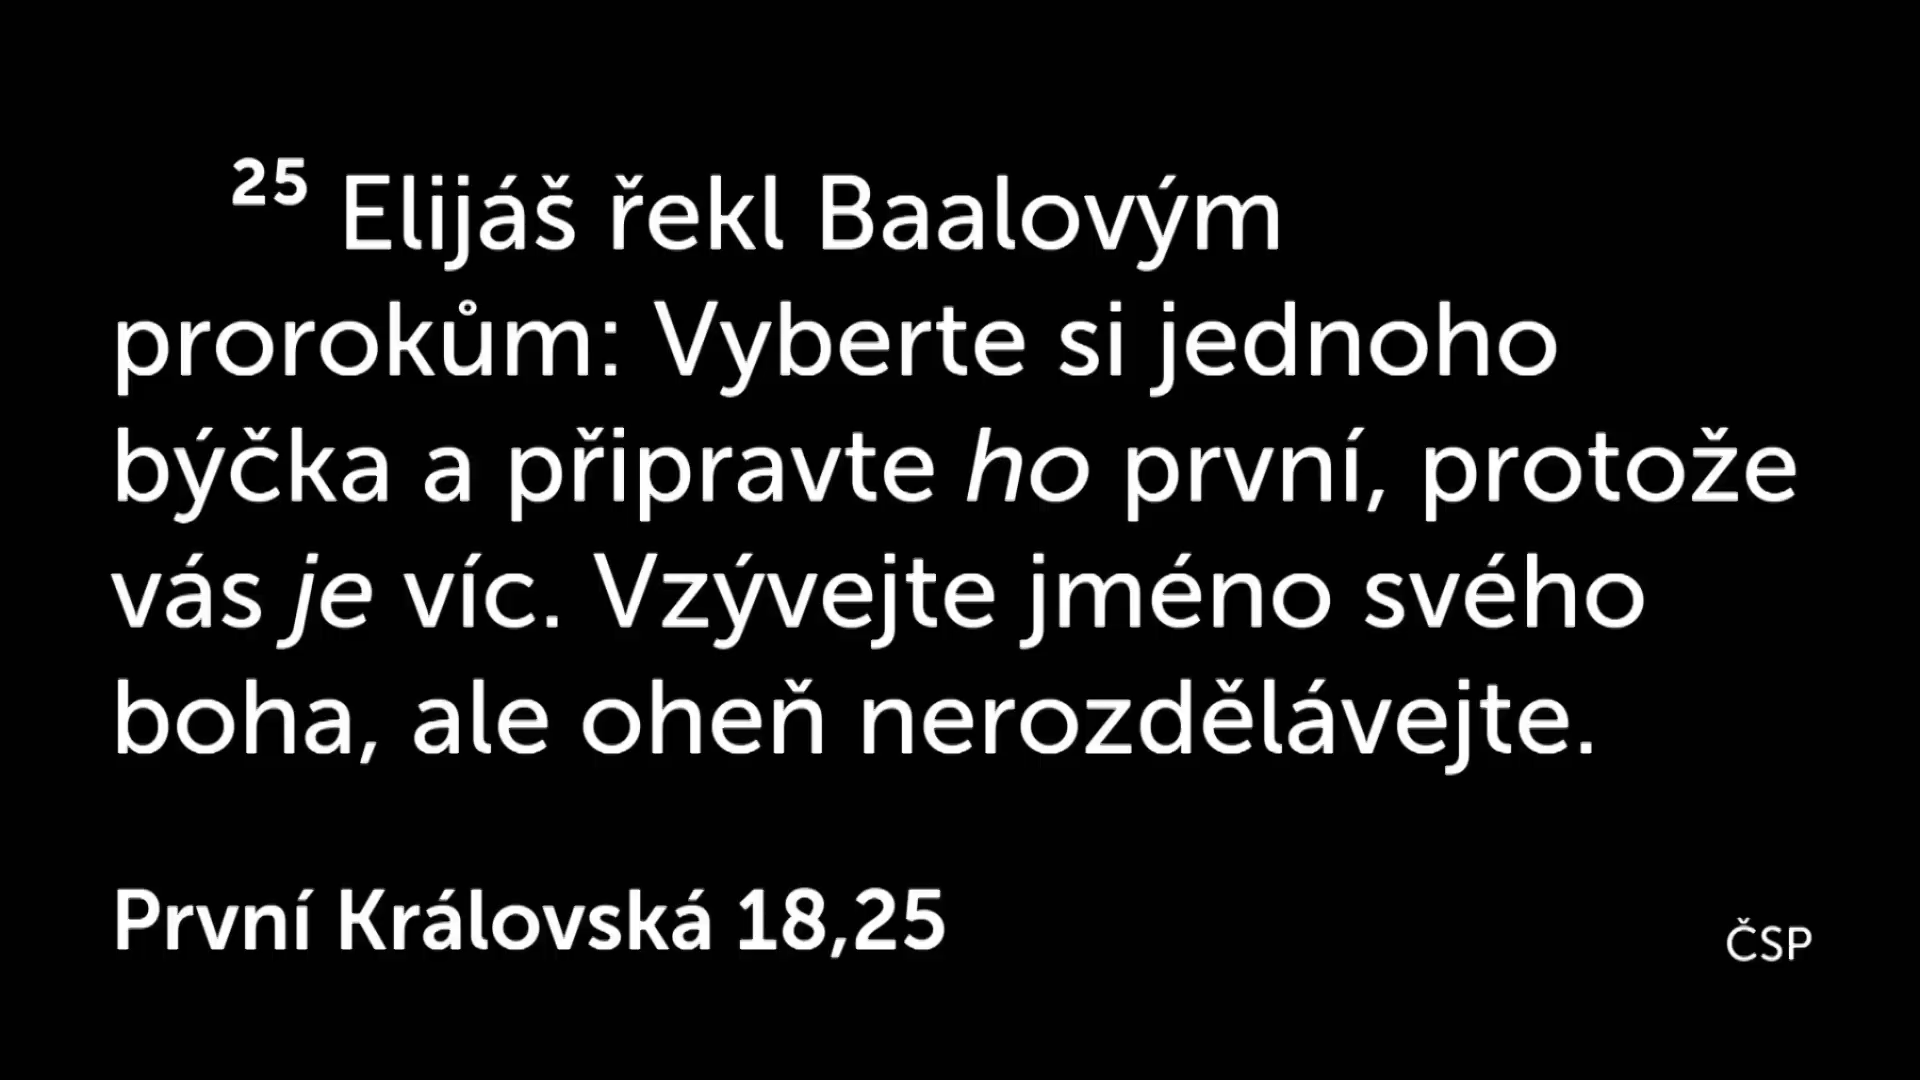 25 Elijáš řekl Baalovým
prorokům: Vyberte si jednoho
býčka a připravte ho první, protože
vás je víc. Vzývejte jméno svého
boha, ale oheň nerozdělávejte.
První Královská 18,25
ČSP